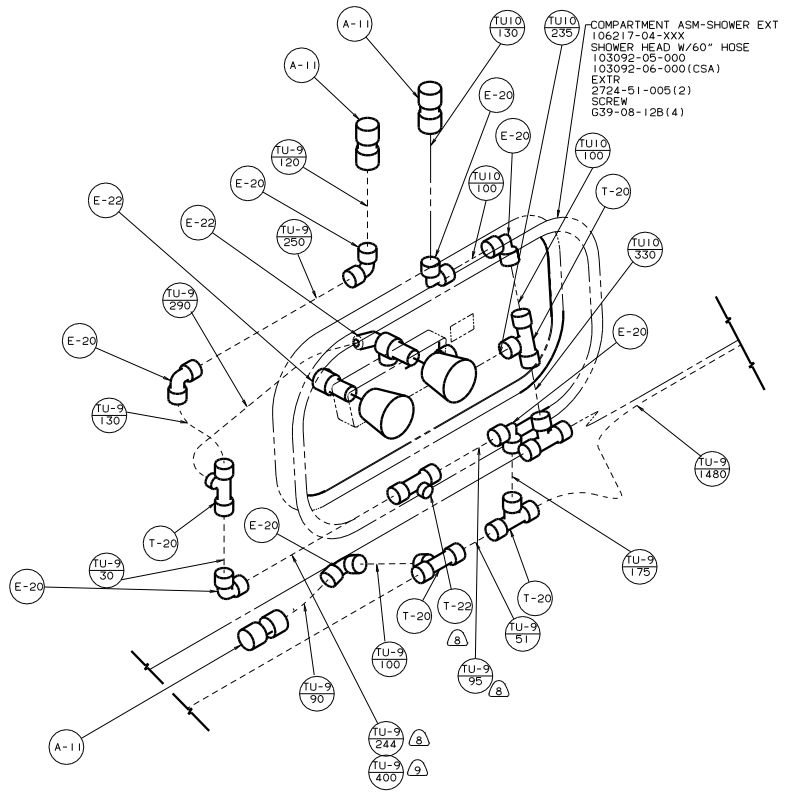 A-11
TU10
130
TU10
235
COMPARTMENT ASM-SHOWER EXT
106217-04-XXX
SHOWER HEAD W/60" HOSE
103092-05-000
103092-06-000(CSA)
EXTR
2724-51-005(2)
SCREW
G39-08-12B(4)
A-11
E-20
E-20
TU10
100
TU-9
120
TU10
100
E-20
T-20
E-22
E-22
TU-9
250
TU10
330
TU-9
290
E-20
E-20
TU-9
130
TU-9
1480
E-20
T-20
TU-9
30
TU-9
175
E-20
T-20
T-20
T-22
8
TU-9
51
TU-9
100
TU-9
95
8
TU-9
90
A-11
TU-9
244
8
TU-9
400
9